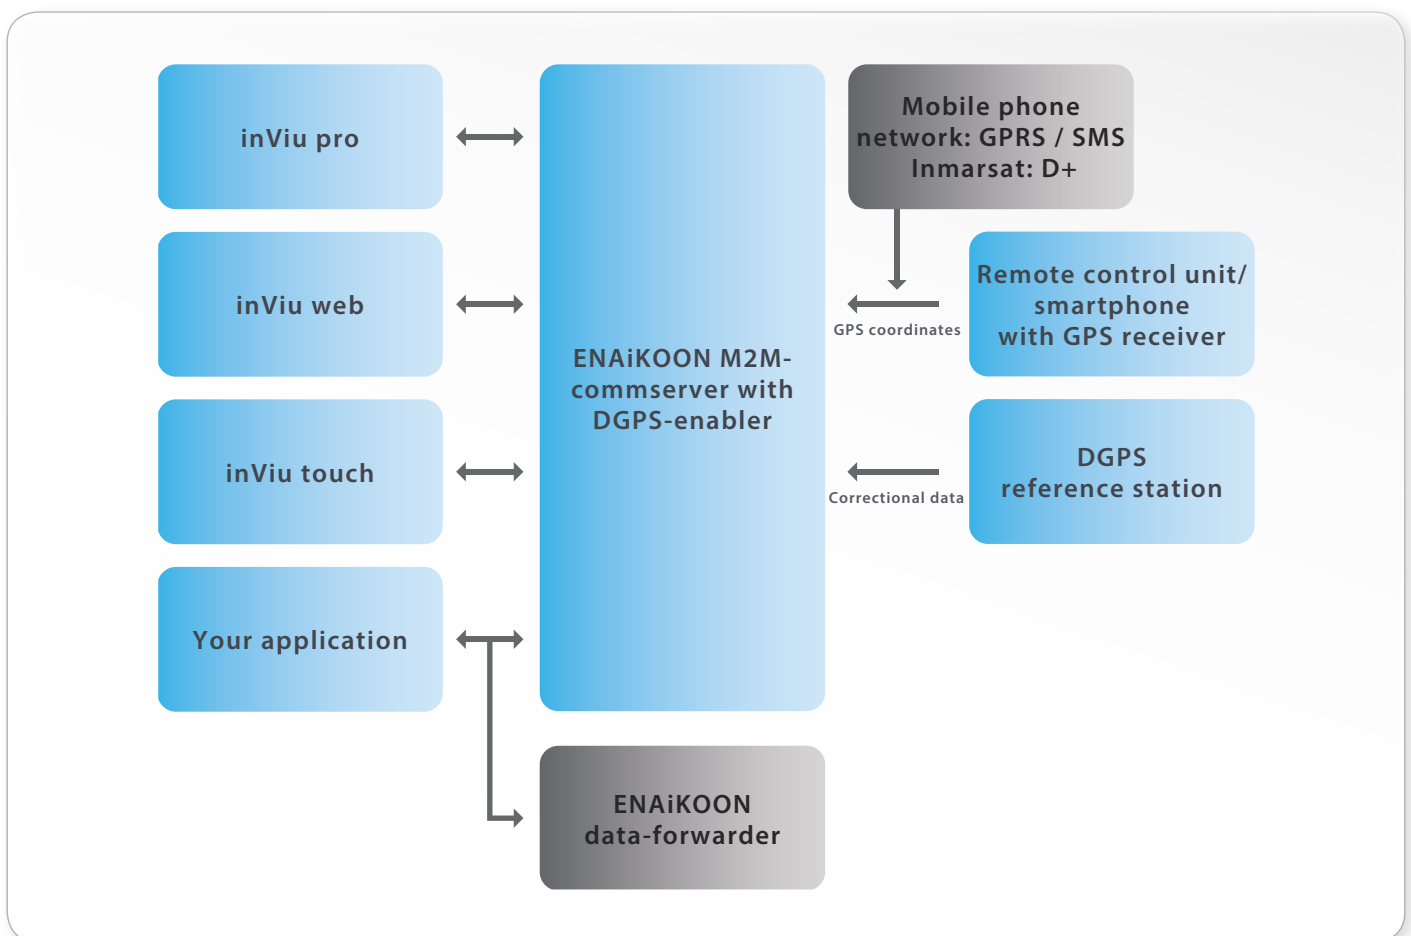 inViu pro
inViu web
inViu touch
Your application
ENAiKOON M2M-
commserver with
DGPS-enabler
ENAiKOON
data-forwarder
Mobile phone
network: GPRS / SMS
Inmarsat: D+
GPS coordinates
Remote control unit/
smartphone
with GPS receiver
Correctional data
DGPS
reference station